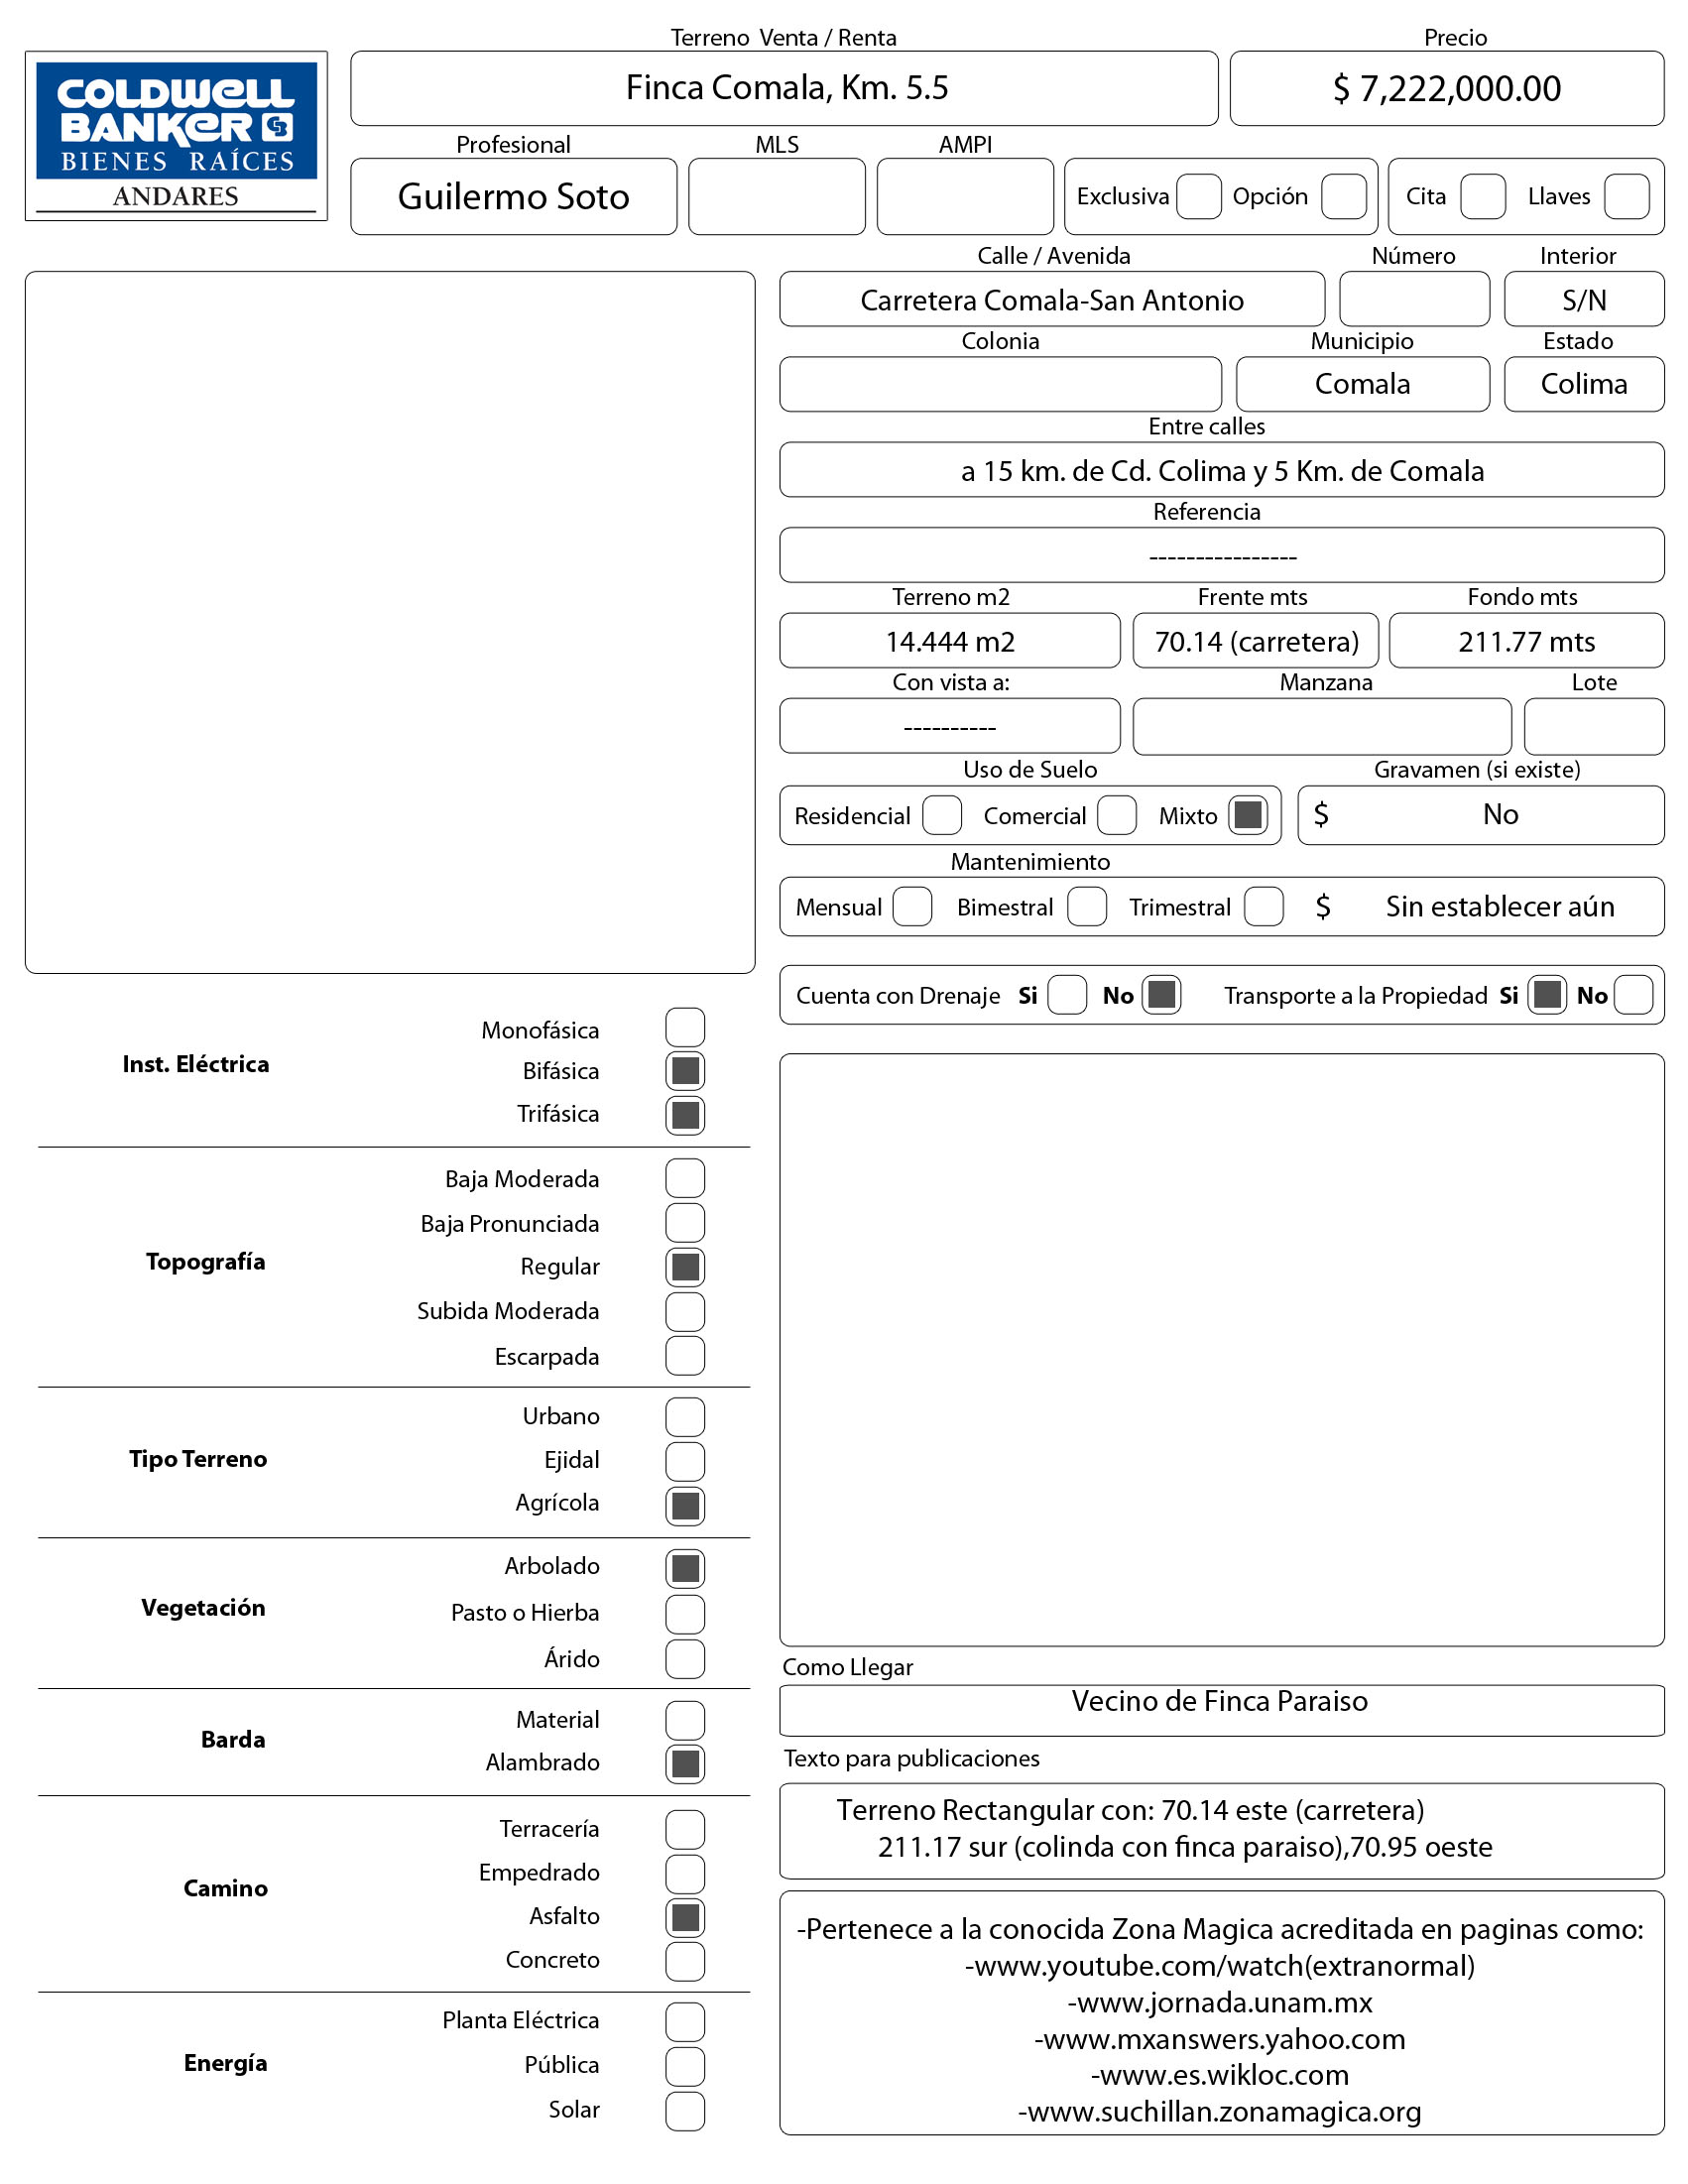 Terreno Venta / Renta
Precio
COLDWELL BANKER CB
BIENES RAÍCES
ANDARES
Finca Comala, Km. 5.5
$ 7,222,000.00
Profesional
MLS
AMPI
Guilermo Soto
Exclusiva
Opción
Cita
Llaves
Calle / Avenida
Número
Interior
Carretera Comala-San Antonio
S/N
Colonia
Municipio
Estado
Comala
Colima
Entre calles
a 15 km. de Cd. Colima y 5 Km. de Comala
Referencia
----------------
Terreno m2
Frente mts
Fondo mts
14.444 m2
70.14 (carretera)
211.77 mts
Con vista a:
Manzana
Lote
----------
Uso de Suelo
Gravamen (si existe)
Residencial
Comercial
Mixto
$ No
Mantenimiento
Mensual
Bimestral
Trimestral
$ Sin establecer aún
Cuenta con Drenaje Si No
Transporte a la Propiedad Si No
Inst. Eléctrica
Monofásica
Bifásica
Trifásica
Topografía
Baja Moderada
Baja Pronunciada
Regular
Subida Moderada
Escarpada
Tipo Terreno
Urbano
Ejidal
Agrícola
Vegetación
Arbolado
Pasto o Hierba
Árido
Barda
Material
Alambrado
Camino
Terracería
Empedrado
Asfalto
Concreto
Energía
Planta Eléctrica
Pública
Solar
Como Llegar
Vecino de Finca Paraiso
Texto para publicaciones
Terreno Rectangular con: 70.14 este (carretera)
211.17 sur (colinda con finca paraiso),70.95 oeste
-Pertenece a la conocida Zona Magica acreditada en paginas como:
-www.youtube.com/watch(extranormal)
-www.jornada.unam.mx
-www.mxanswers.yahoo.com
-www.es.wikloc.com
-www.suchillan.zonamagica.org